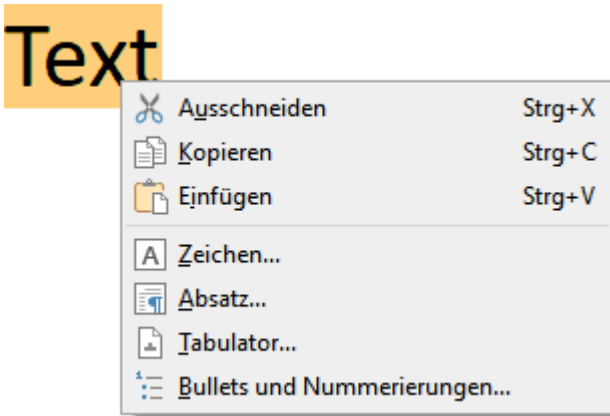 Text
Ausschneiden Strg+X
Kopieren Strg+C
Einfügen Strg+V
Zeichen...
Absatz...
Tabulator...
Bullets und Nummerierungen...